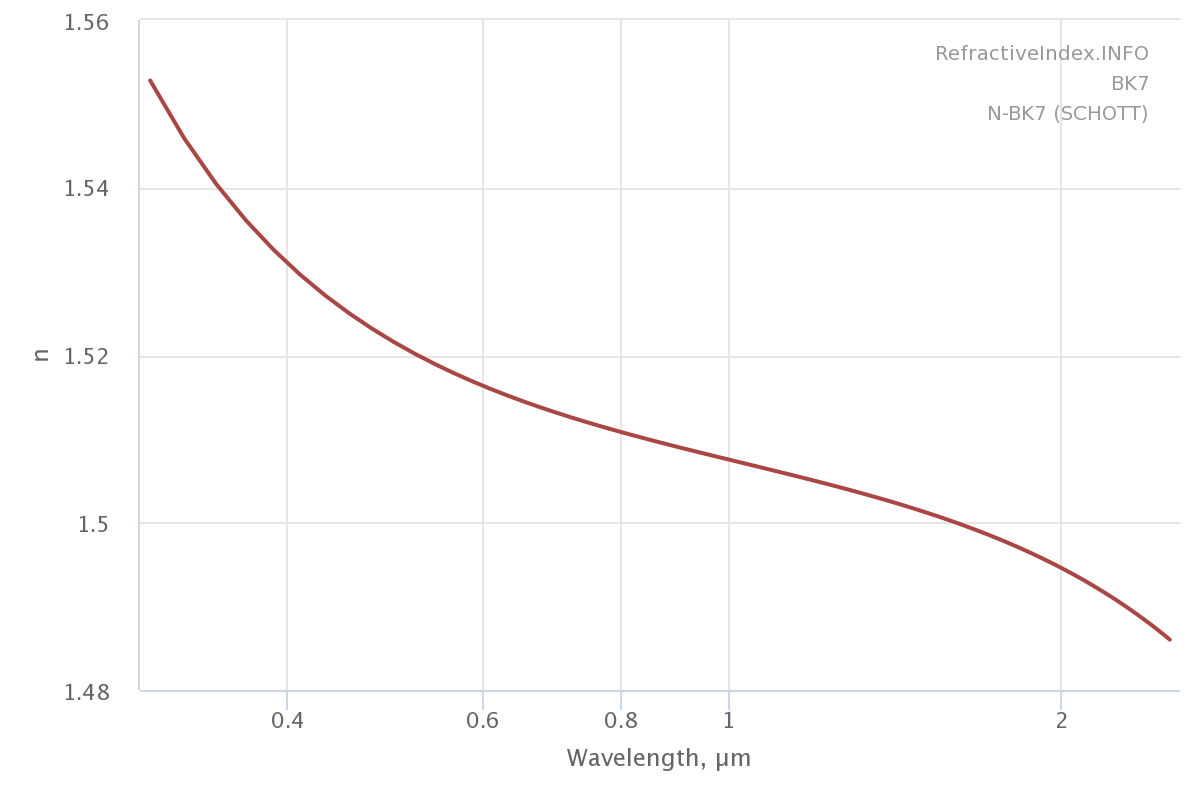 RefractiveIndex.INFO
BK7
N-BK7 (SCHOTT)
1.56
1.54
n
1.52
1.5
1.48
0.4 0.6 0.8 1 2
Wavelength, µm